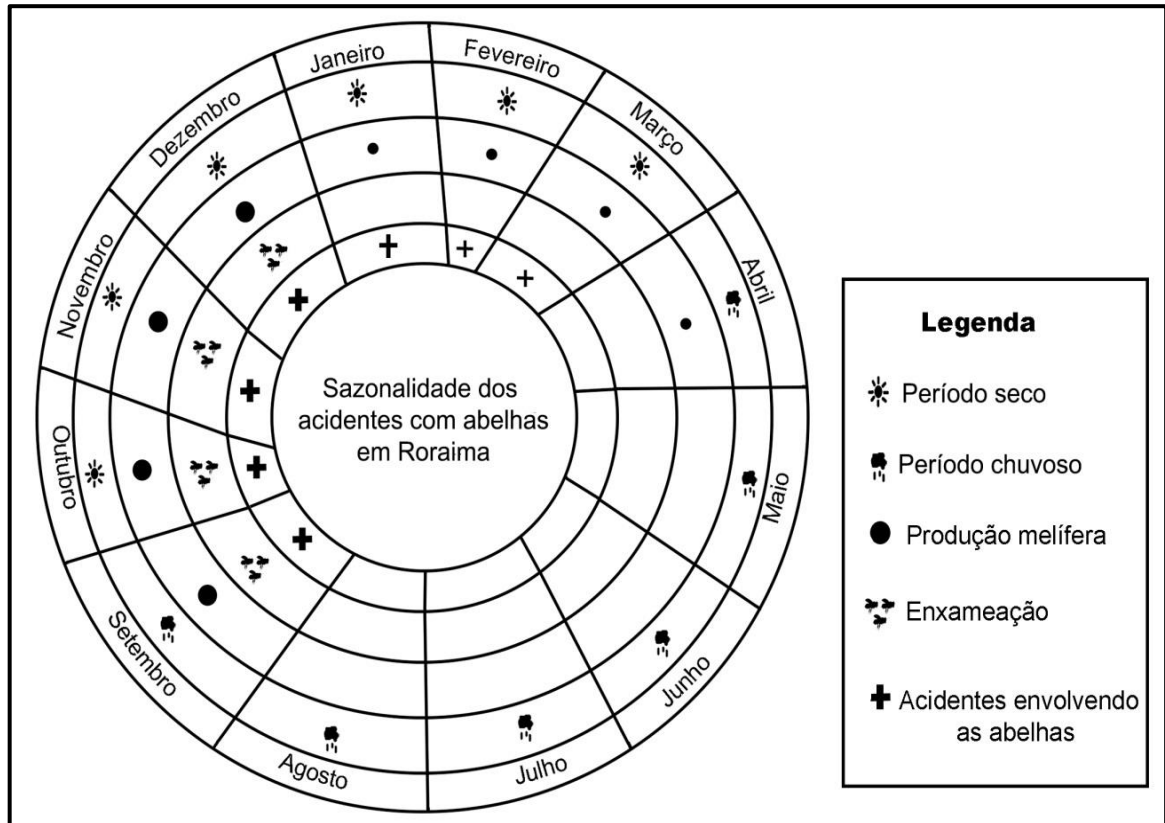 Janeiro
Fevereiro
Março
Abril
Maio
Junho
Julho
Agosto
Setembro
Outubro
Novembro
Dezembro
Sazonalidade dos
acidentes com abelhas
em Roraima
Legenda
Período seco
Período chuvoso
Produção melífera
Enxameação
Acidentes envolvendo
as abelhas